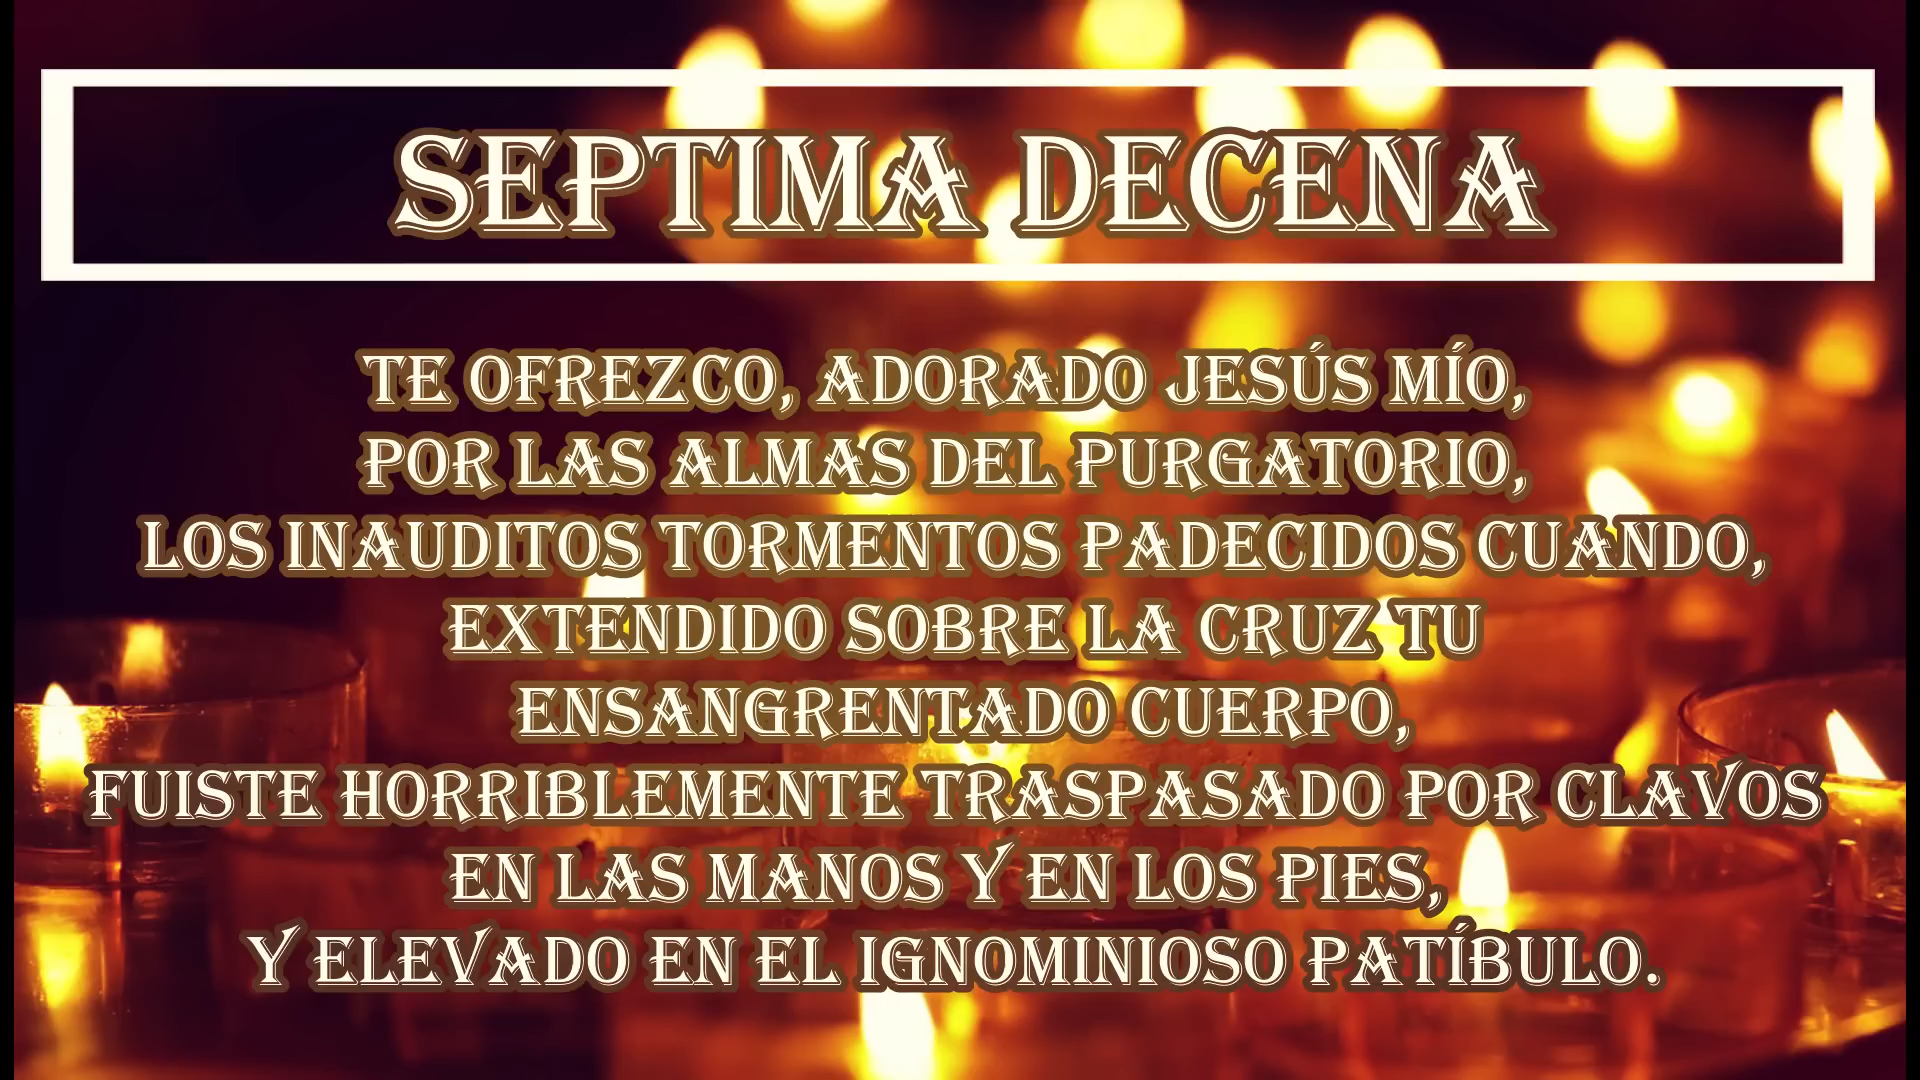 SEPTIMA DECENA
TE OFREZCO, ADORADO JESÚS MÍO,
POR LAS ALMAS DEL PURGATORIO,
LOS INAUDITOS TORMENTOS PADECIDOS CUANDO,
EXTENDIDO SOBRE LA CRUZ TU
ENSANGRENTADO CUERPO,
FUISTE HORRIBLEMENTE TRASPASADO POR CLAVOS
EN LAS MANOS Y EN LOS PIES,
Y ELEVADO EN EL IGNOMINIOSO PATÍBULO.